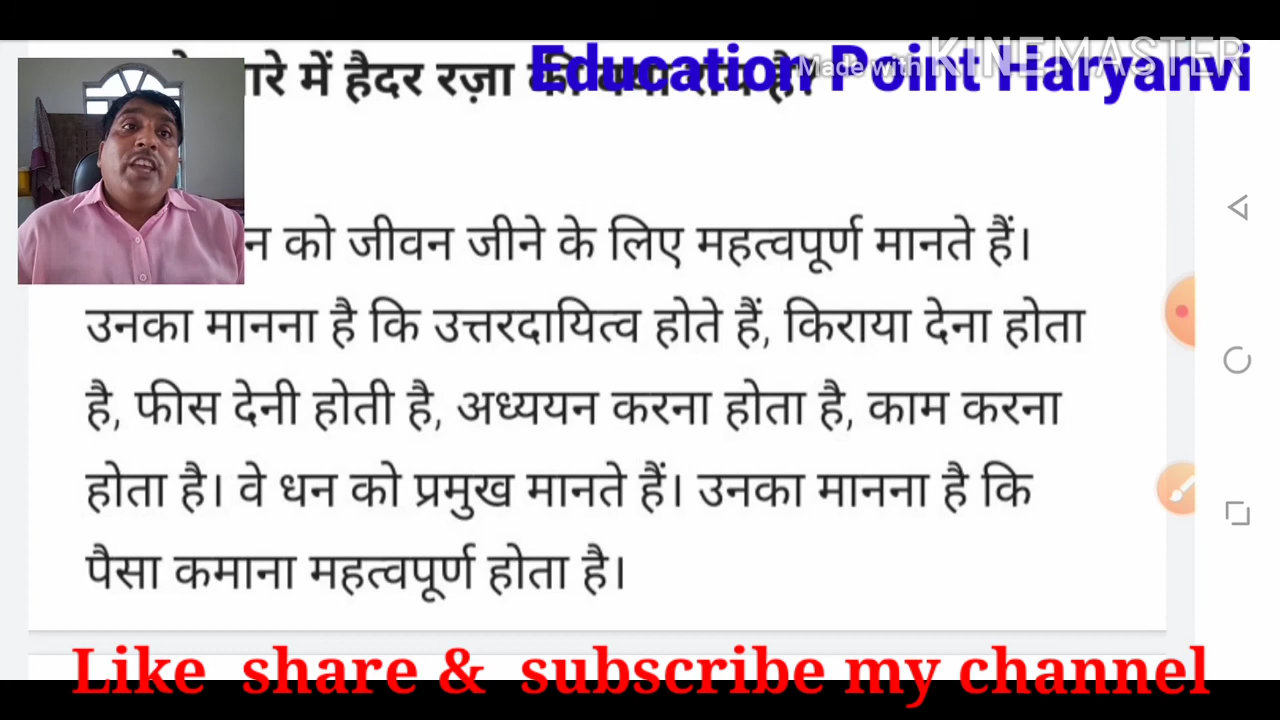 Education Point Haryanvi
Made with KINEMASTER
में हैदर रज़ा की क्या राय है?
को जीवन जीने के लिए महत्वपूर्ण मानते हैं।
उनका मानना है कि उत्तरदायित्व होते हैं, किराया देना होता
है, फीस देनी होती है, अध्ययन करना होता है, काम करना
होता है। वे धन को प्रमुख मानते हैं। उनका मानना है कि
पैसा कमाना महत्वपूर्ण होता है।
Like share & subscribe my channel